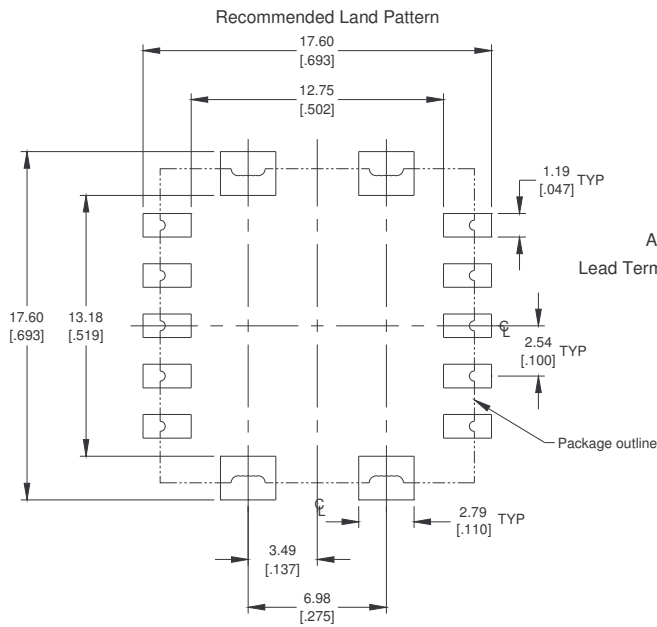 Recommended Land Pattern
17.60
[.693]
12.75
[.502]
1.19
[.047]
TYP
A
Lead Term
17.60
[.693]
13.18
[.519]
℄
2.54
[.100]
TYP
Package outline
℄
2.79
[.110]
TYP
3.49
[.137]
6.98
[.275]